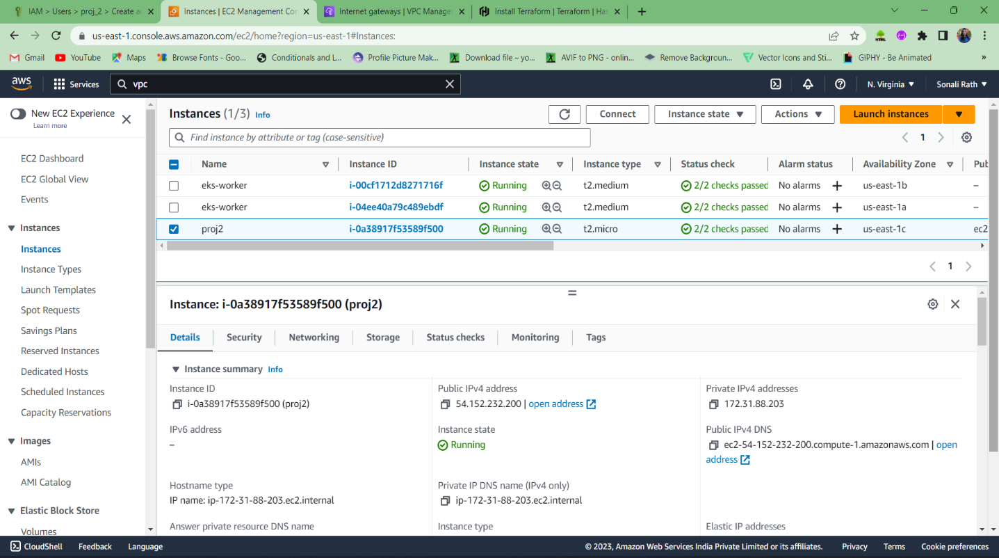 IAM > Users > proj_2 > Create a
Instances | EC2 Management Con
Internet gateways | VPC Manage
Install Terraform | Terraform | Has
us-east-1.console.aws.amazon.com/ec2/home?region=us-east-1#Instances:
Gmail YouTube Maps Browse Fonts - Goo... Conditionals and L... Profile Picture Mak... Download file – yo... AVIF to PNG - onlin... Remove Backgroun... Vector Icons and Sti... GIPHY - Be Animated »
aws Services vpc N. Virginia Sonali Rath
New EC2 Experience
Learn more
EC2 Dashboard
EC2 Global View
Events
Instances
Instances
Instance Types
Launch Templates
Spot Requests
Savings Plans
Reserved Instances
Dedicated Hosts
Scheduled Instances
Capacity Reservations
Images
AMIs
AMI Catalog
Elastic Block Store
Volumes
Instances (1/3) Info
Connect Instance state Actions Launch instances
Find instance by attribute or tag (case-sensitive)
1
Name Instance ID Instance state Instance type Status check Alarm status Availability Zone Pub
eks-worker i-00cf1712d8271716f Running t2.medium 2/2 checks passed No alarms + us-east-1b –
eks-worker i-04ee40a79c489ebdf Running t2.medium 2/2 checks passed No alarms + us-east-1a –
proj2 i-0a38917f53589f500 Running t2.micro 2/2 checks passed No alarms + us-east-1c ec2
1
Instance: i-0a38917f53589f500 (proj2)
Details Security Networking Storage Status checks Monitoring Tags
Instance summary Info
Instance ID
i-0a38917f53589f500 (proj2)
Public IPv4 address
54.152.232.200 | open address
Private IPv4 addresses
172.31.88.203
IPv6 address
–
Instance state
Running
Public IPv4 DNS
ec2-54-152-232-200.compute-1.amazonaws.com | open
address
Hostname type
IP name: ip-172-31-88-203.ec2.internal
Private IP DNS name (IPv4 only)
ip-172-31-88-203.ec2.internal
Answer private resource DNS name
Instance type
Elastic IP addresses
CloudShell Feedback Language © 2023, Amazon Web Services India Private Limited or its affiliates. Privacy Terms Cookie preferences